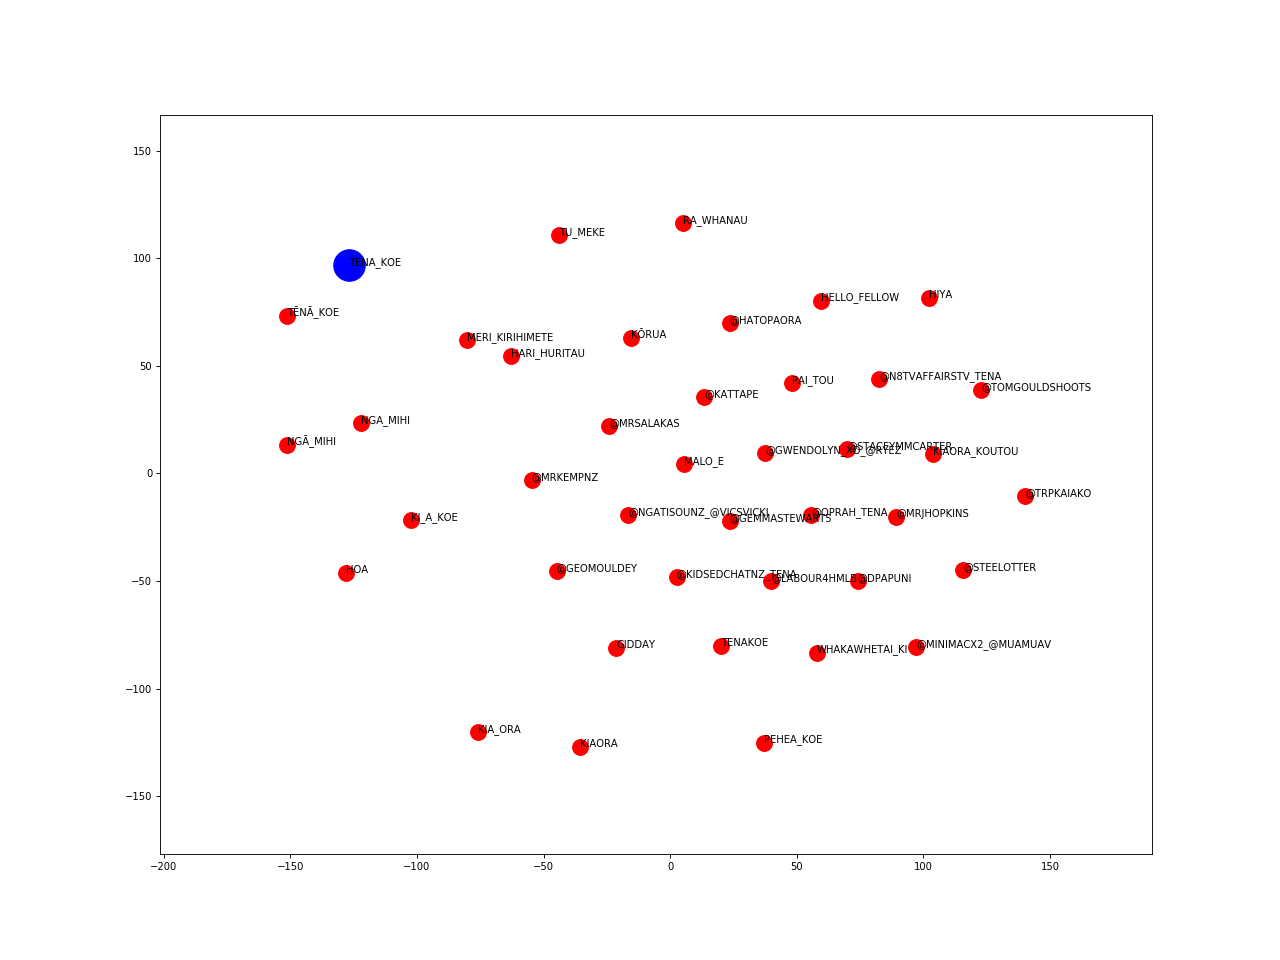 150
RA_WHANAU
TU_MEKE
100
TENA_KOE
HIYA
HELLO_FELLOW
TĒNĀ_KOE
@HATOPAORA
MERI_KIRIHIMETE
KŌRUA
HARI_HURITAU
50
PAI_TOU
@N8TVAFFAIRSTV_TENA
@TOMGOULDSHOOTS
@KATTAPE
NGA_MIHI
@MRSALAKAS
NGĀ_MIHI
@GWENDOLYN_XO_@RYEZ
@STACEYMMCARTER
KIAORA_KOUTOU
MALO_E
0
@MRKEMPNZ
@TRPKAIAKO
KI_A_KOE
@NGATISOUNZ_@VICSVICKI
@GEMMASTEWART5
@OPRAH_TENA
@MRJHOPKINS
−50
HOA
@GEOMOULDEY
@KIDSEDCHATNZ_TENA
@DPAPUNI
@STEELOTTER
GIDDAY
TENAKOE
WHAKAWHETAI_KI
@MINIMACX2_@MUAMUAV
−100
KIA_ORA
KIAORA
PEHEA_KOE
−150
−200 −150 −100 −50 0 50 100 150